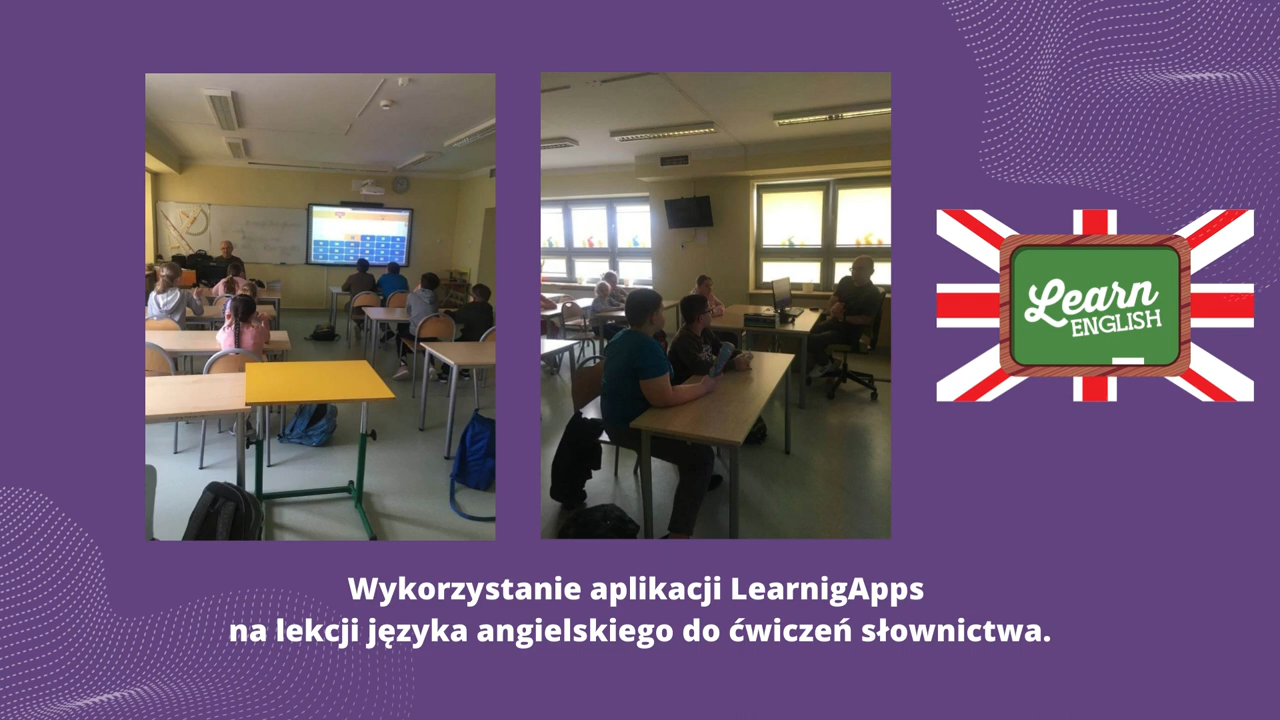 Learn
ENGLISH
Wykorzystanie aplikacji LearnigApps
na lekcji języka angielskiego do ćwiczeń słownictwa.